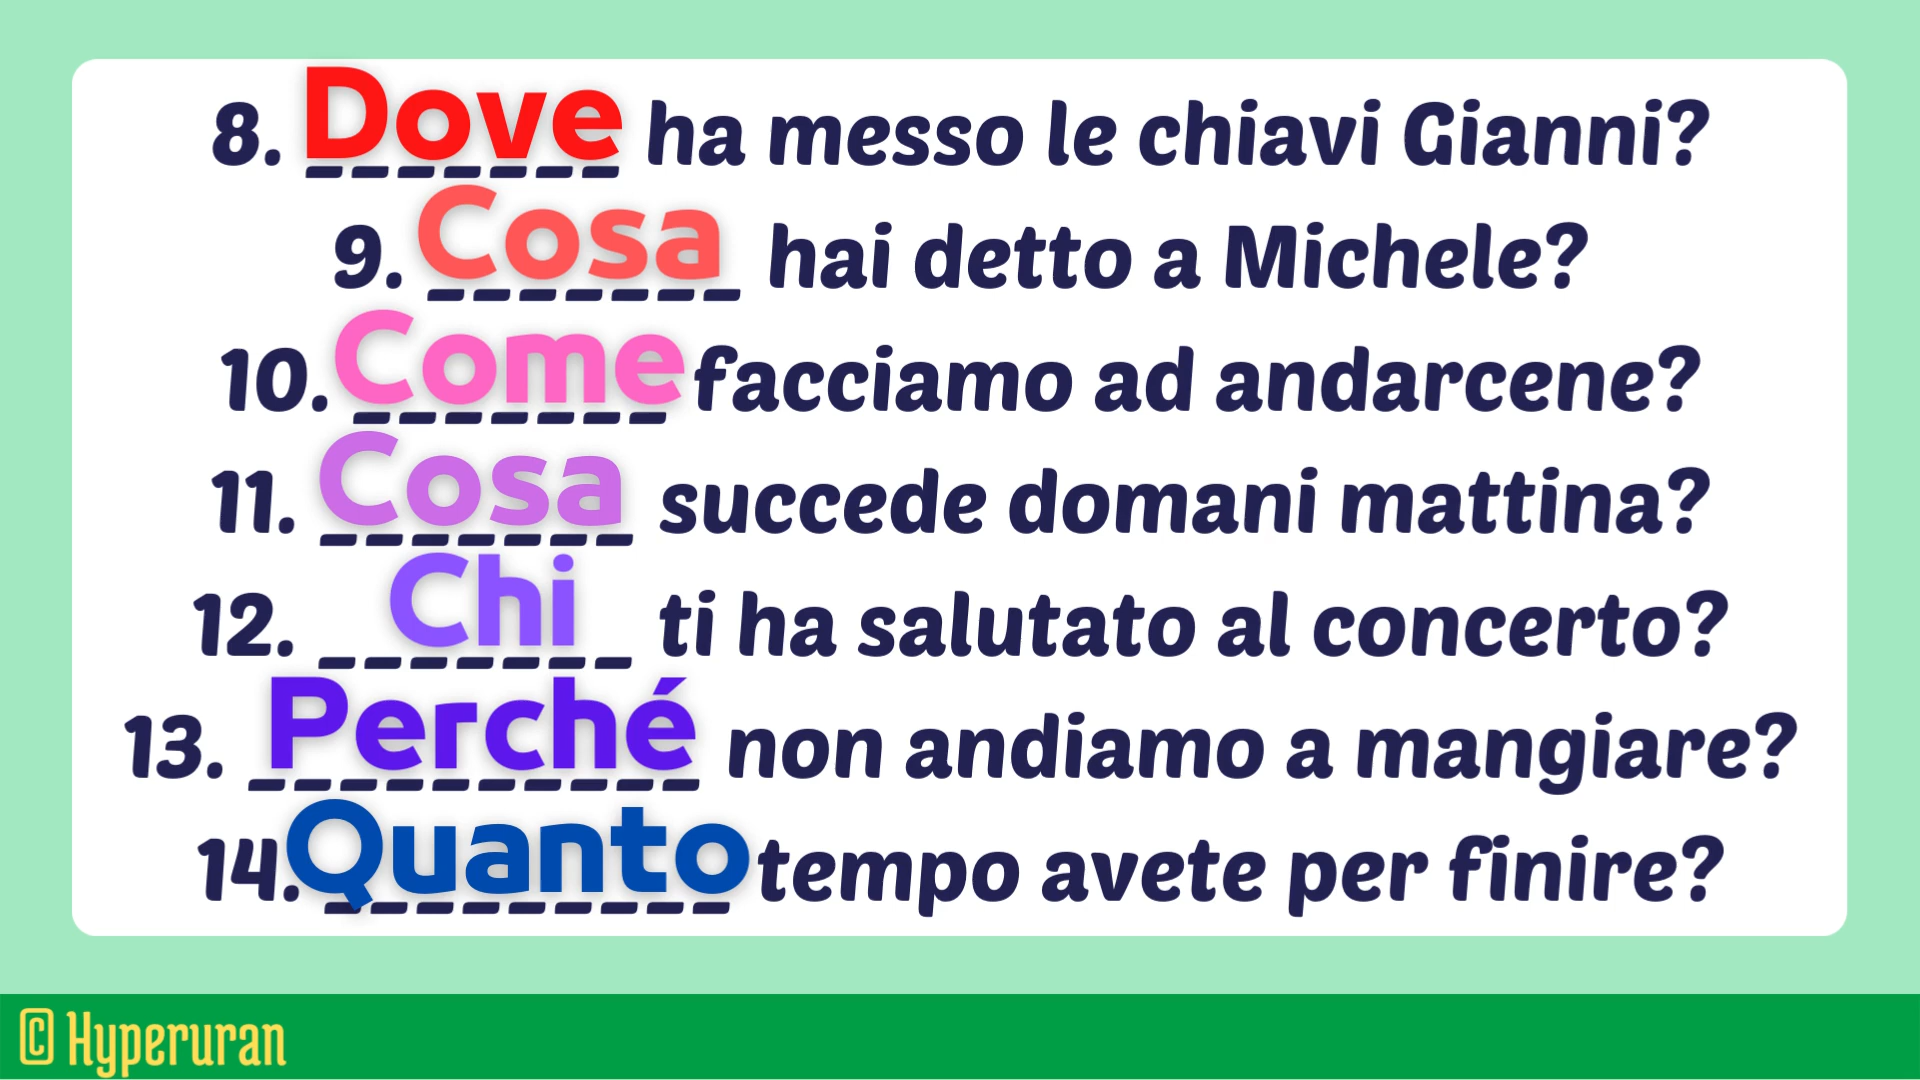 8. Dove ha messo le chiavi Gianni?
9. Cosa hai detto a Michele?
10. Come facciamo ad andarcene?
11. Cosa succede domani mattina?
12. Chi ti ha salutato al concerto?
13. Perché non andiamo a mangiare?
14. Quanto tempo avete per finire?
© Hyperuran